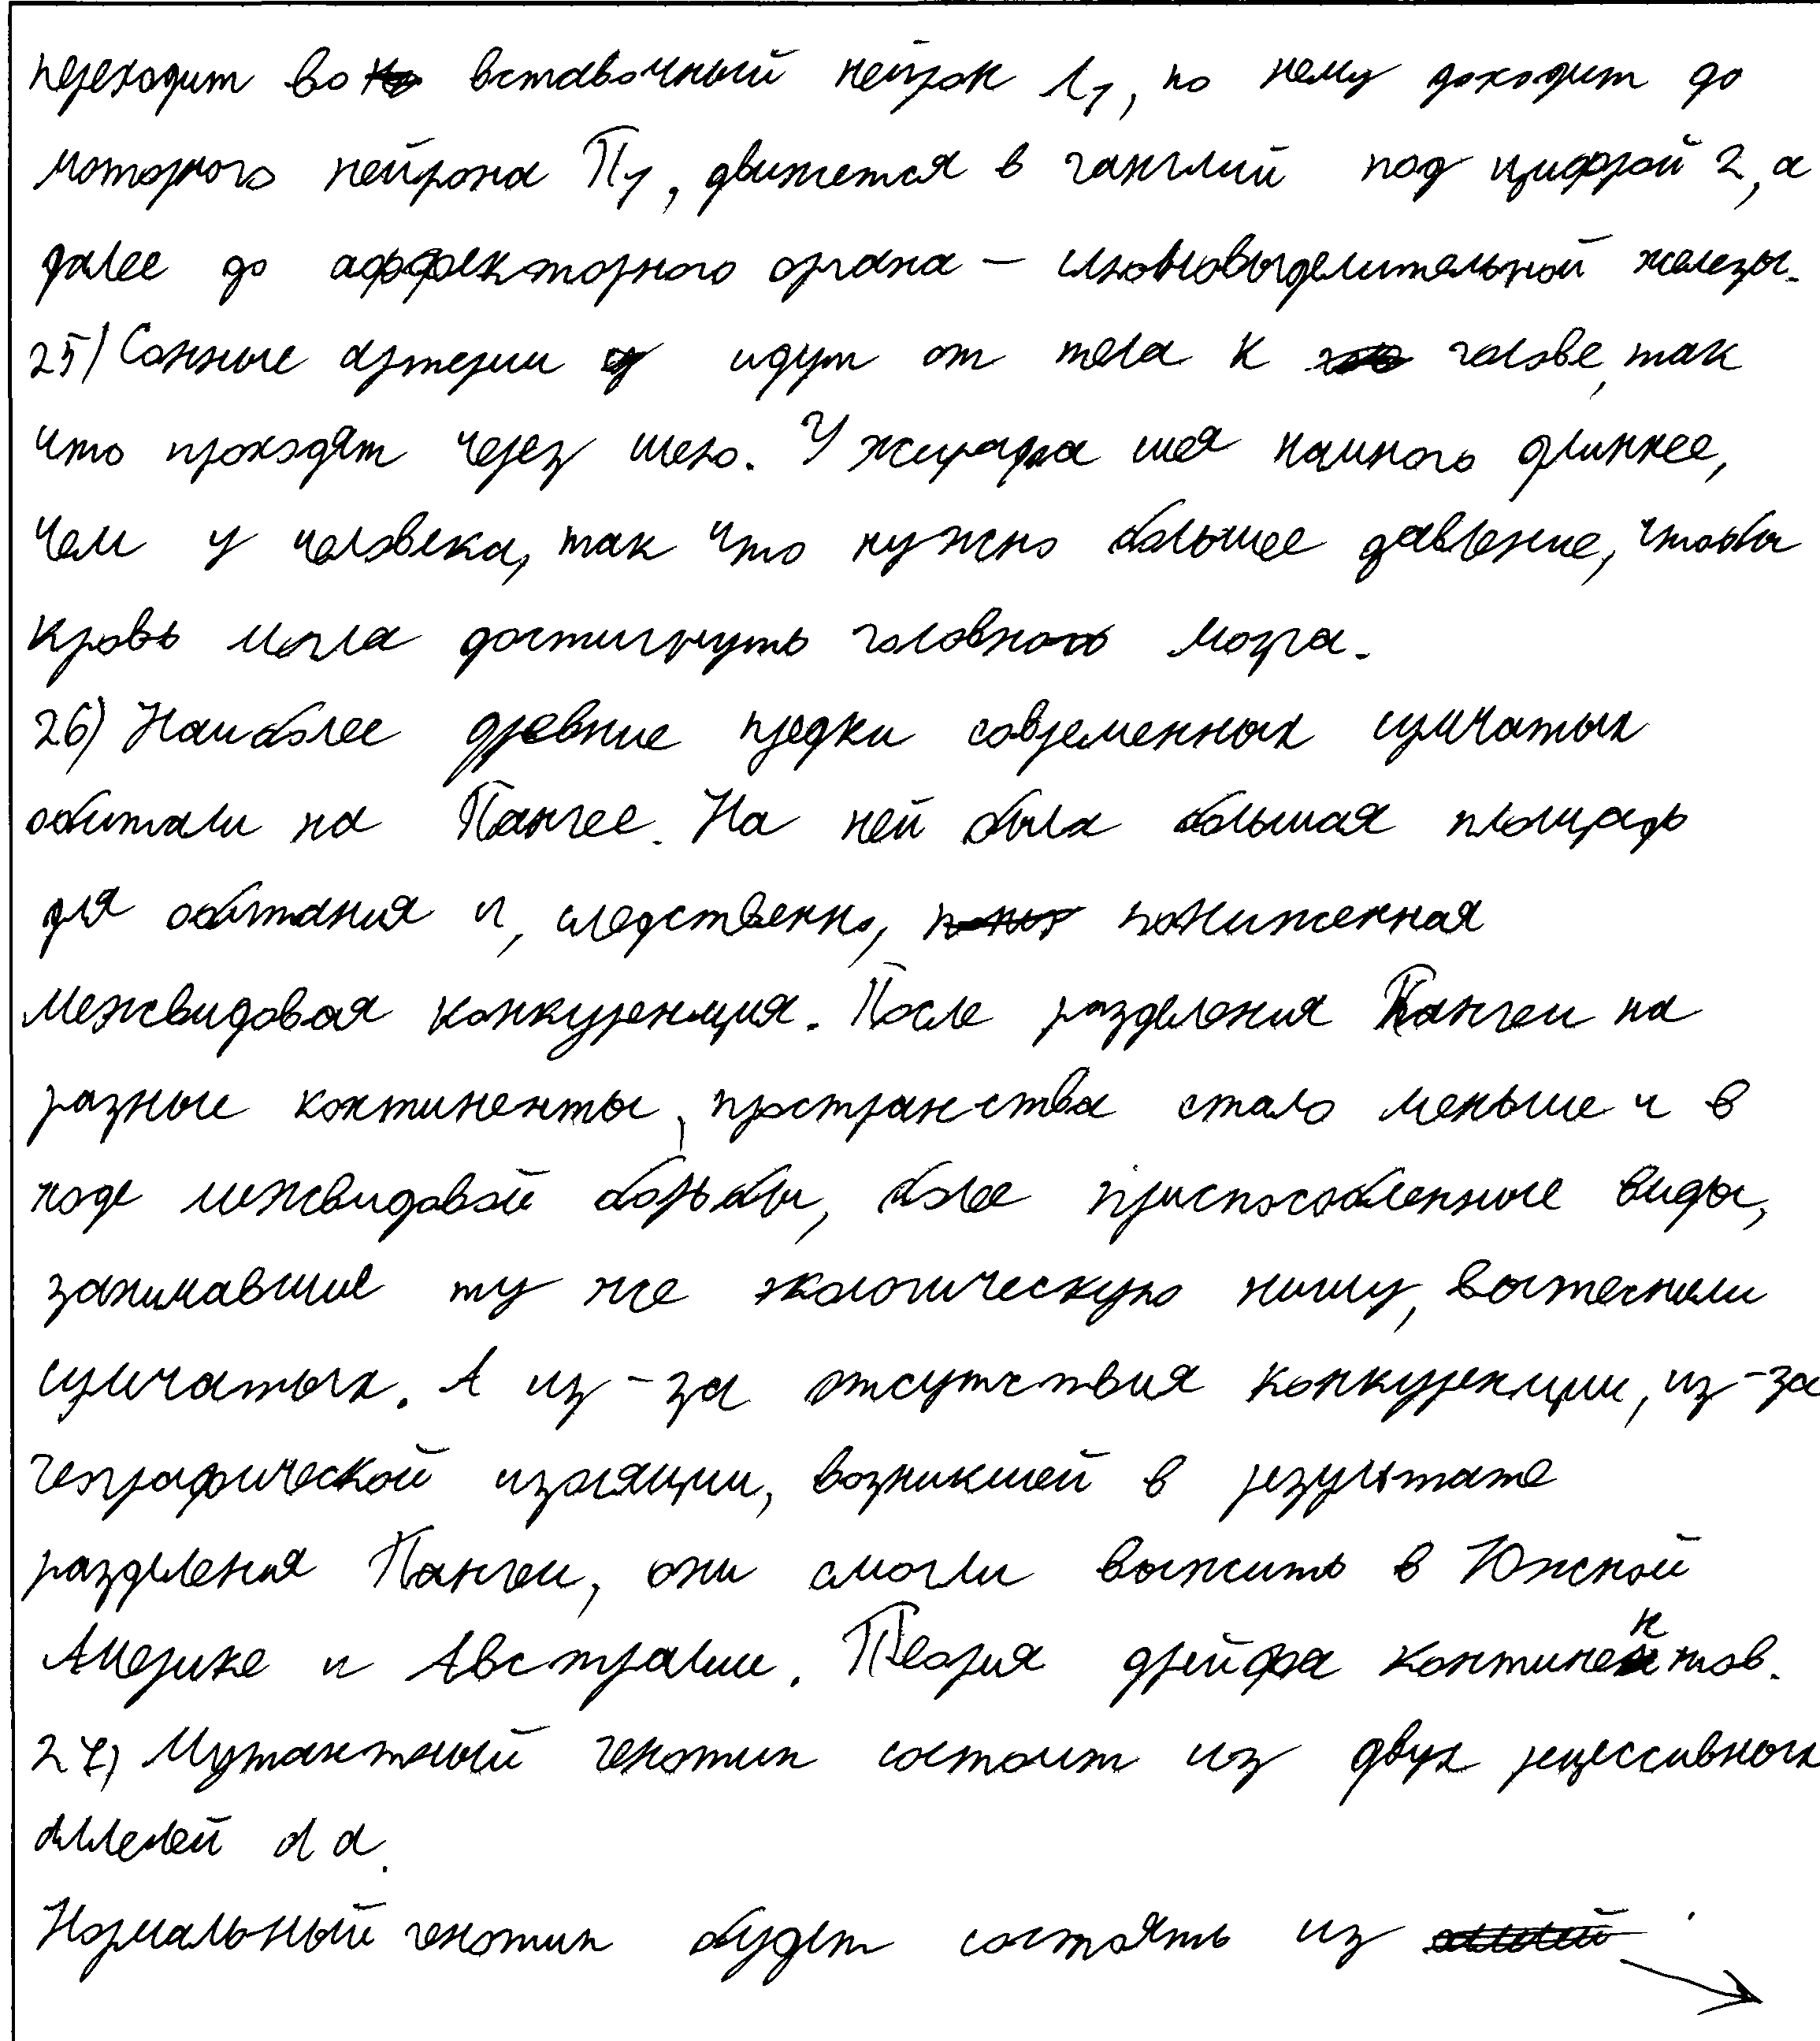 переходит во вставочный нейрон Л1, по нему доходит до
моторного нейрона П1, движется в ганглий под цифрой 2, а
далее до аффекторного органа – слюновыделительной железы.
25) Сонные артерии идут от тела к голове, так
что проходят через шею. У жирафа шея намного длиннее,
чем у человека, так что нужно большее давление, чтобы
кровь могла достигнуть головного мозга.
26) Наиболее древние предки современных сумчатых
обитали на Пангее. На ней была большая площадь
для обитания и, следственно, пониженная
межвидовая конкуренция. После разделения Пангеи на
разные континенты, пространства стало меньше и в
ходе межвидовой борьбы, более приспособленные виды,
занимавшие ту же экологическую нишу, вытеснили
сумчатых. А из-за отсутствия конкуренции, из-за
географической изоляции, возникшей в результате
разделения Пангеи, они смогли выжить в Южной
Америке и Австралии. Теория дрейфа континентов.
27) Мутантный генотип состоит из двух рецессивных
аллелей a a.
Нормальный генотип будет состоять из